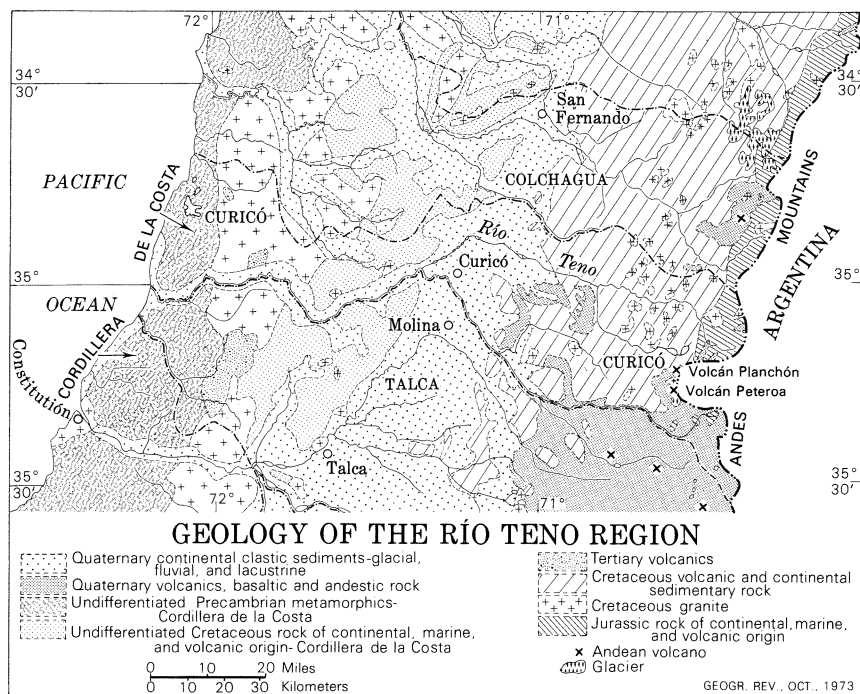 72°
71°
34°
30'
34°
30'
San
Fernando
PACIFIC
DE LA COSTA
COLCHAGUA
MOUNTAINS
CURICÓ
Río
Teno
ARGENTINA
35°
Curicó
35°
OCEAN
CORDILLERA
Molina
CURICÓ
Constitutión
TALCA
Volcán Planchón
Volcán Peteroa
ANDES
Talca
35°
30'
72°
71°
35°
30'
GEOLOGY OF THE RÍO TENO REGION
Quaternary continental clastic sediments-glacial,
fluvial, and lacustrine
Quaternary volcanics, basaltic and andestic rock
Undifferentiated Precambrian metamorphics-
Cordillera de la Costa
Undifferentiated Cretaceous rock of continental, marine,
and volcanic origin-Cordillera de la Costa
Tertiary volcanics
Cretaceous volcanic and continental
sedimentary rock
Cretaceous granite
Jurassic rock of continental, marine,
and volcanic origin
Andean volcano
Glacier
0 10 20 Miles
0 10 20 30 Kilometers
GEOGR. REV., OCT., 1973